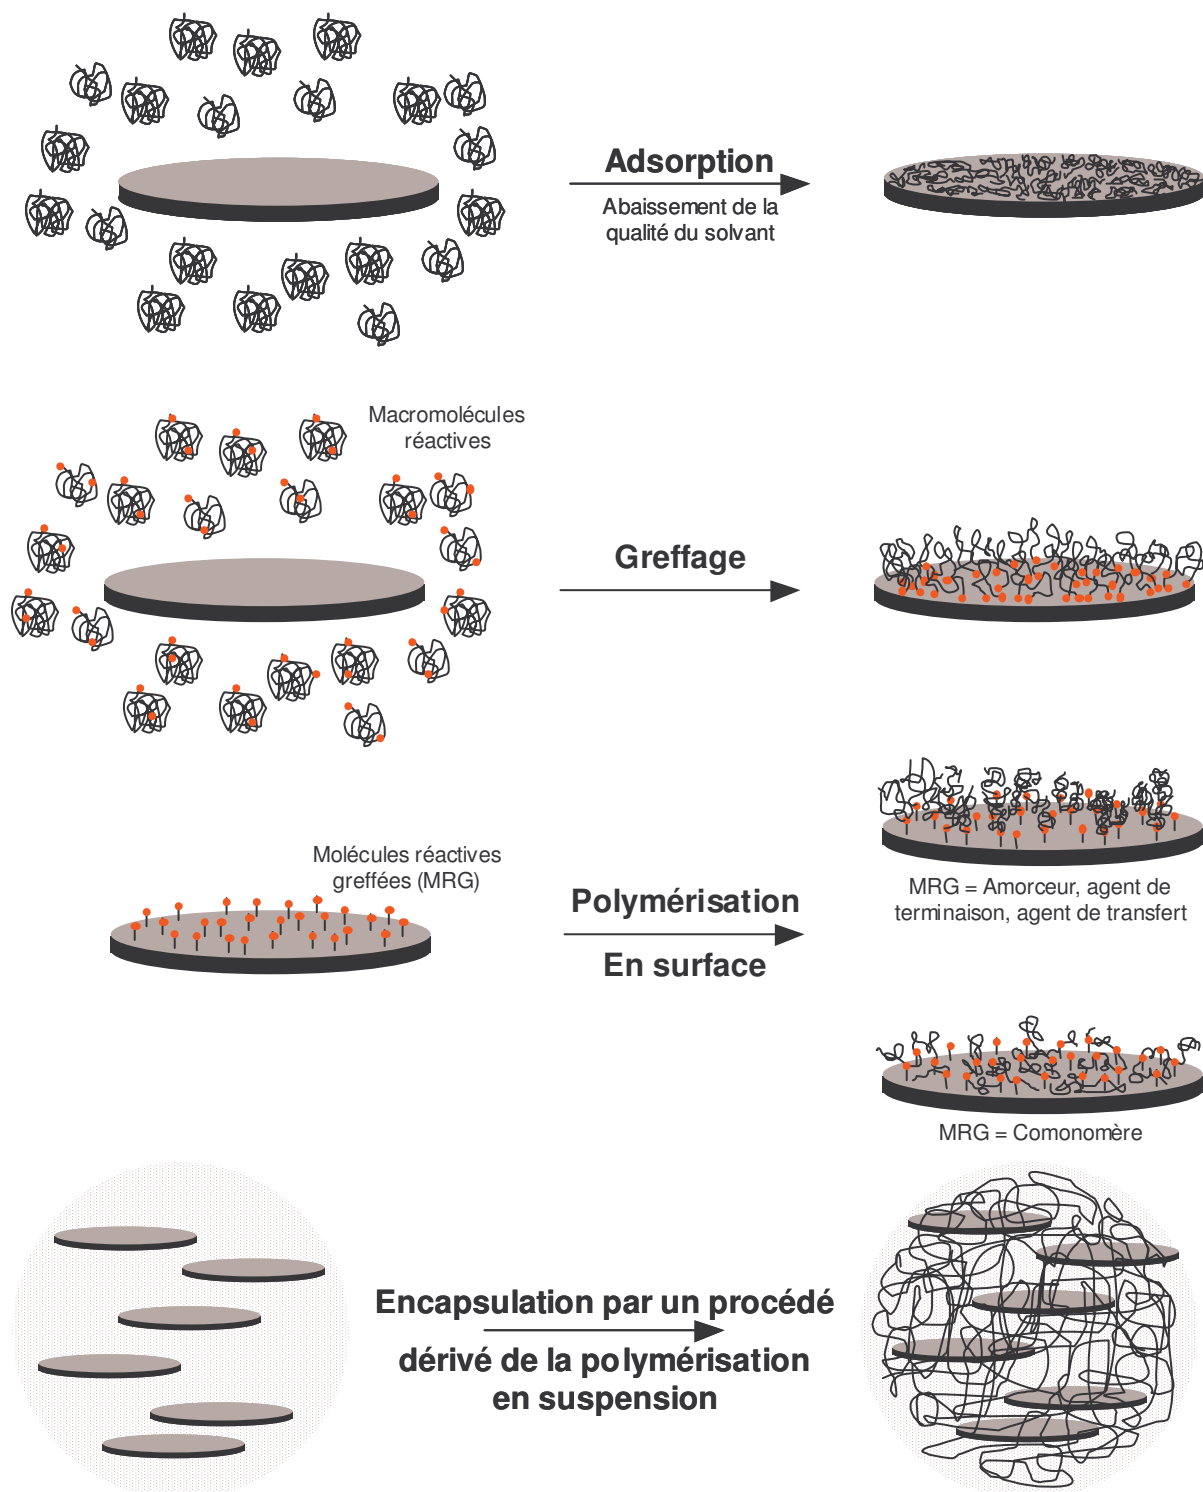 Adsorption
Abaissement de la
qualité du solvant
Macromolécules
réactives
Greffage
Molécules réactives
greffées (MRG)
Polymérisation
En surface
MRG = Amorceur, agent de
terminaison, agent de transfert
MRG = Comonomère
Encapsulation par un procédé
dérivé de la polymérisation
en suspension